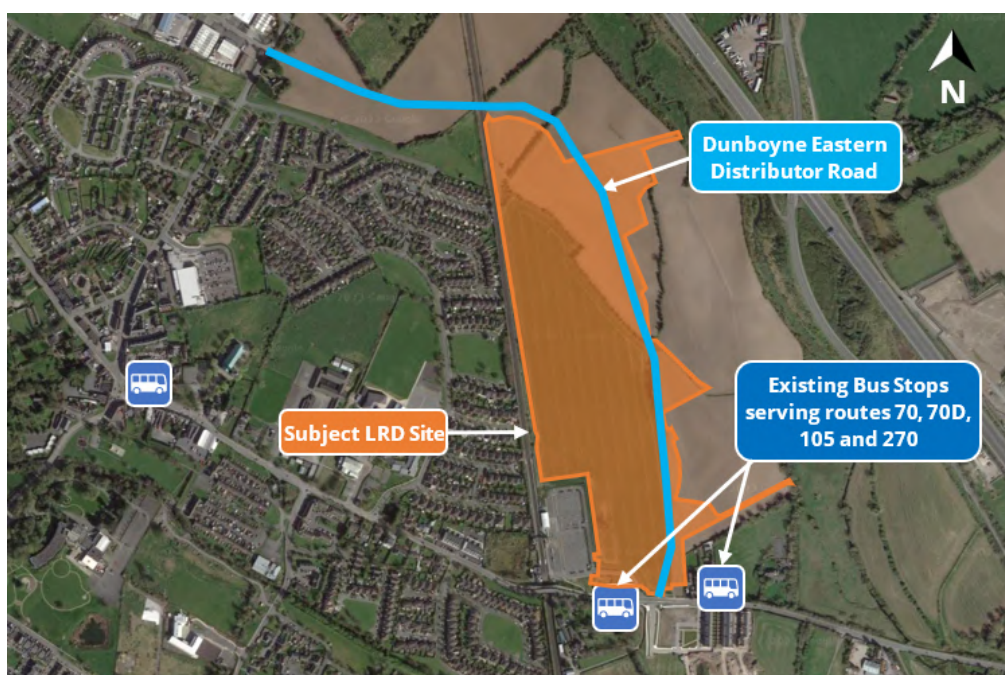 N
Dunboyne Eastern
Distributor Road
Existing Bus Stops
serving routes 70, 70D,
105 and 270
Subject LRD Site